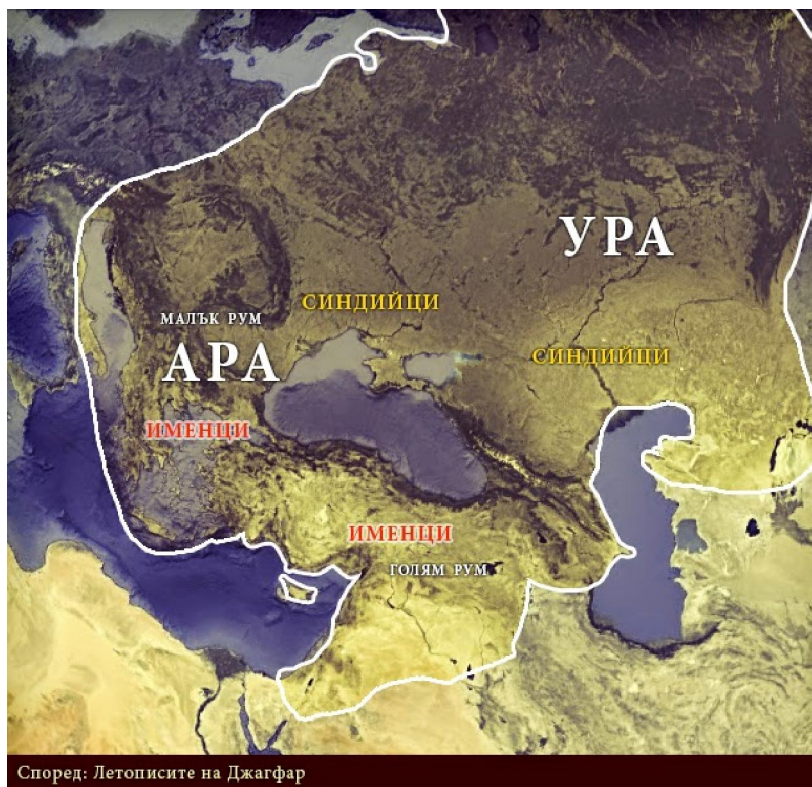 УРА
СИНДИЙЦИ
МАЛЪК РУМ
АРА
СИНДИЙЦИ
ИМЕНЦИ
ИМЕНЦИ
ГОЛЯМ РУМ
Според: Летописите на Джагфар